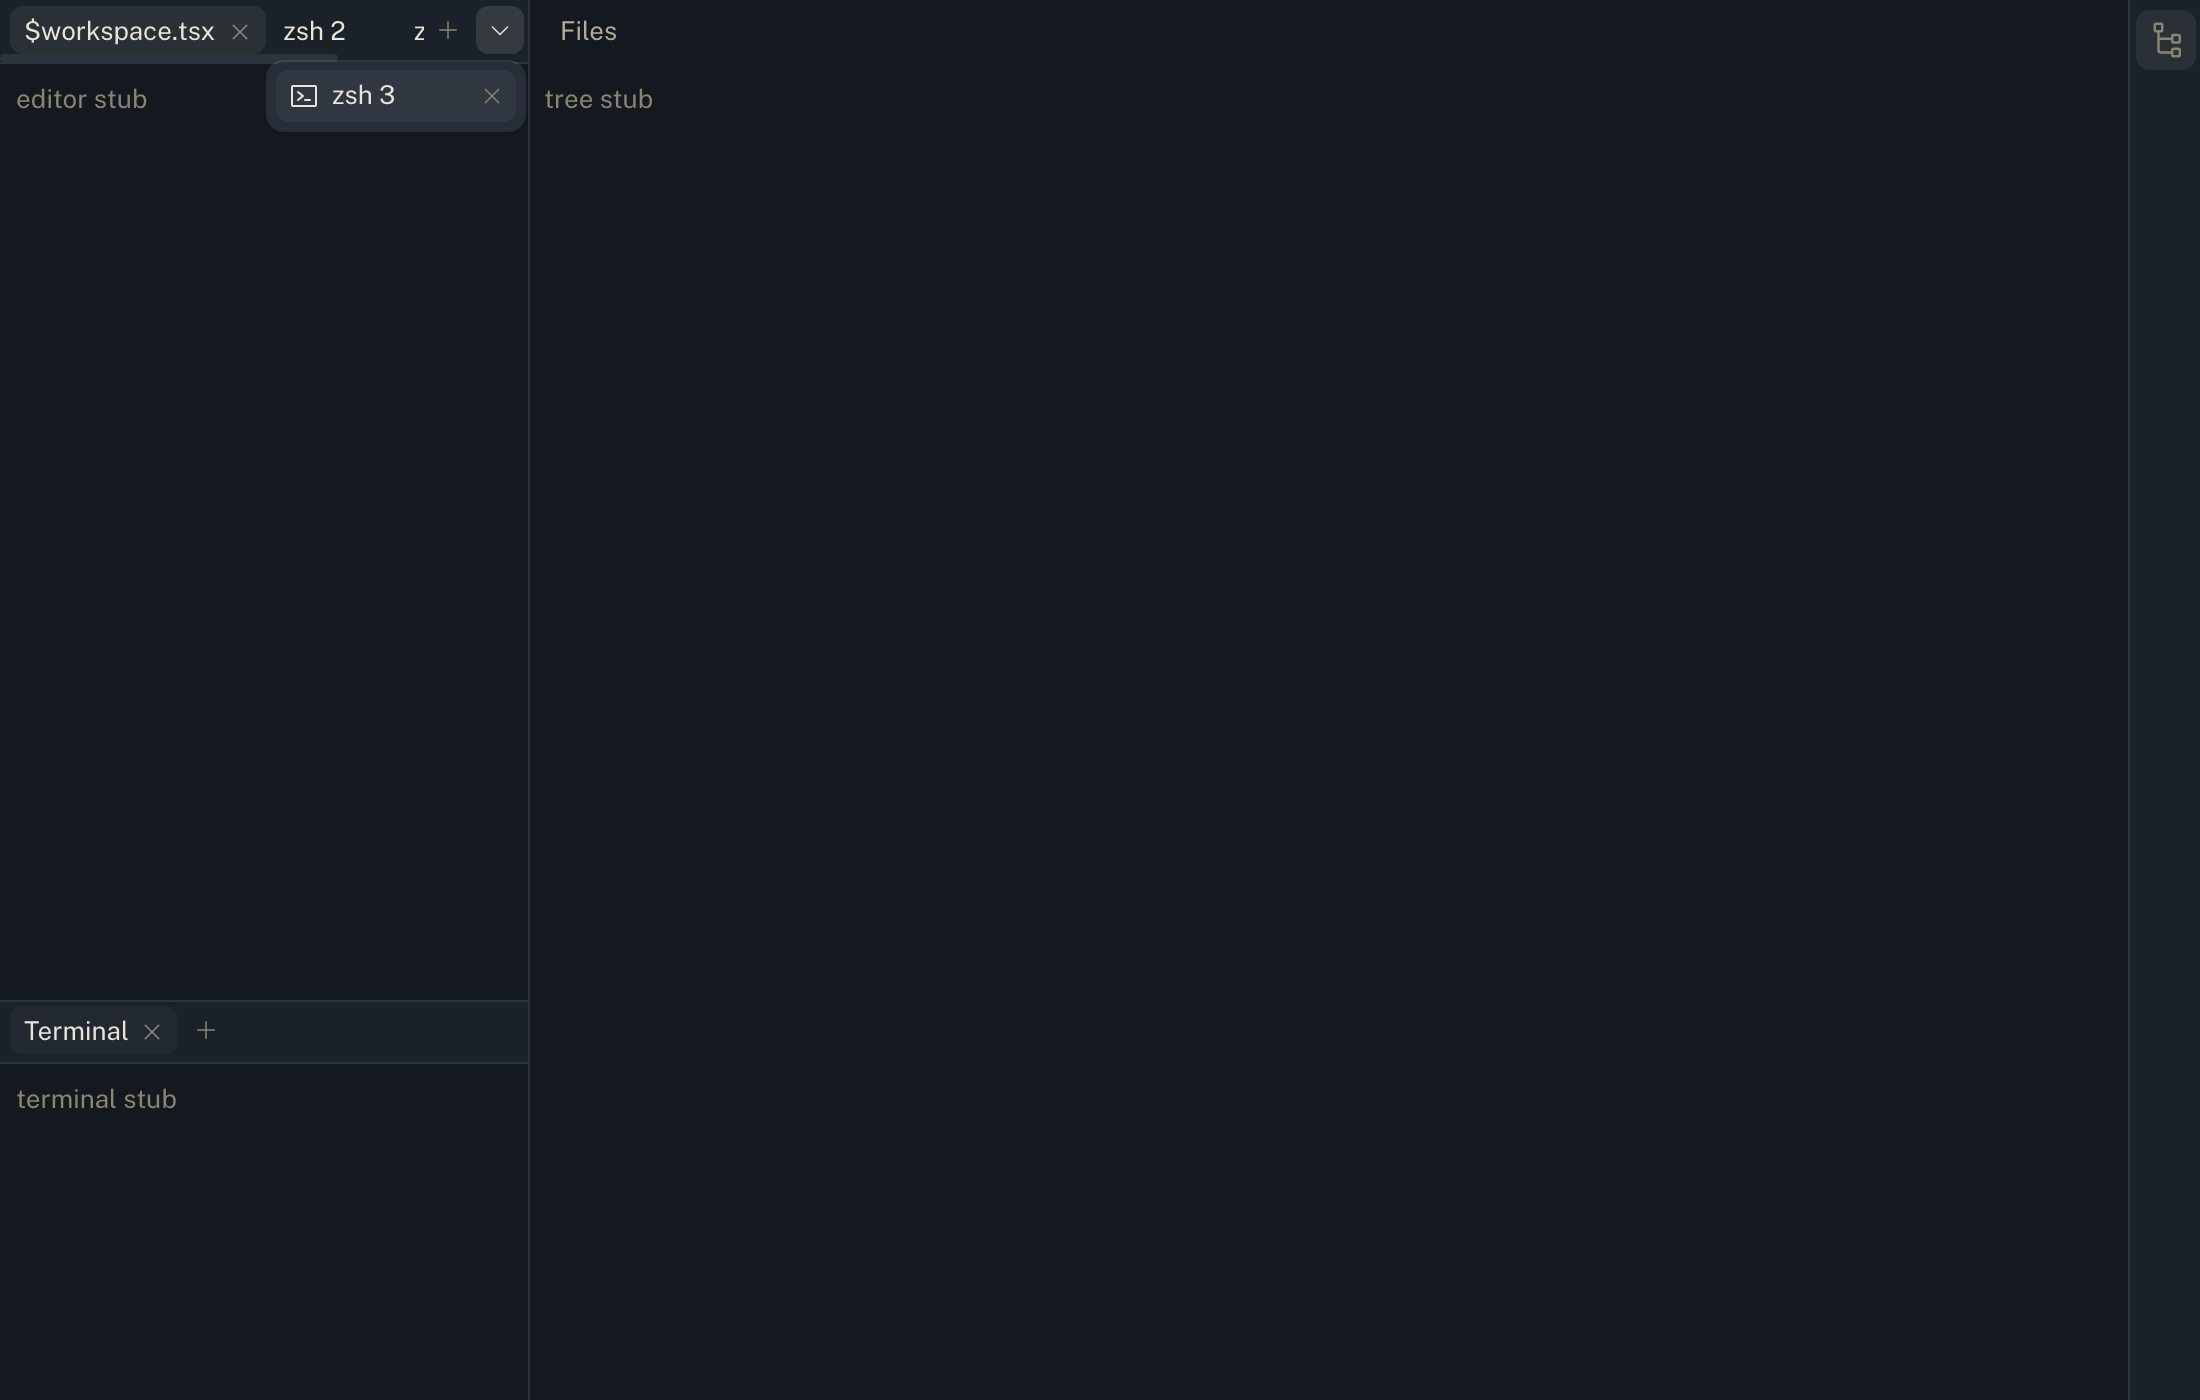 $workspace.tsx zsh 2 z Files
zsh 3
editor stub
tree stub
Terminal
terminal stub